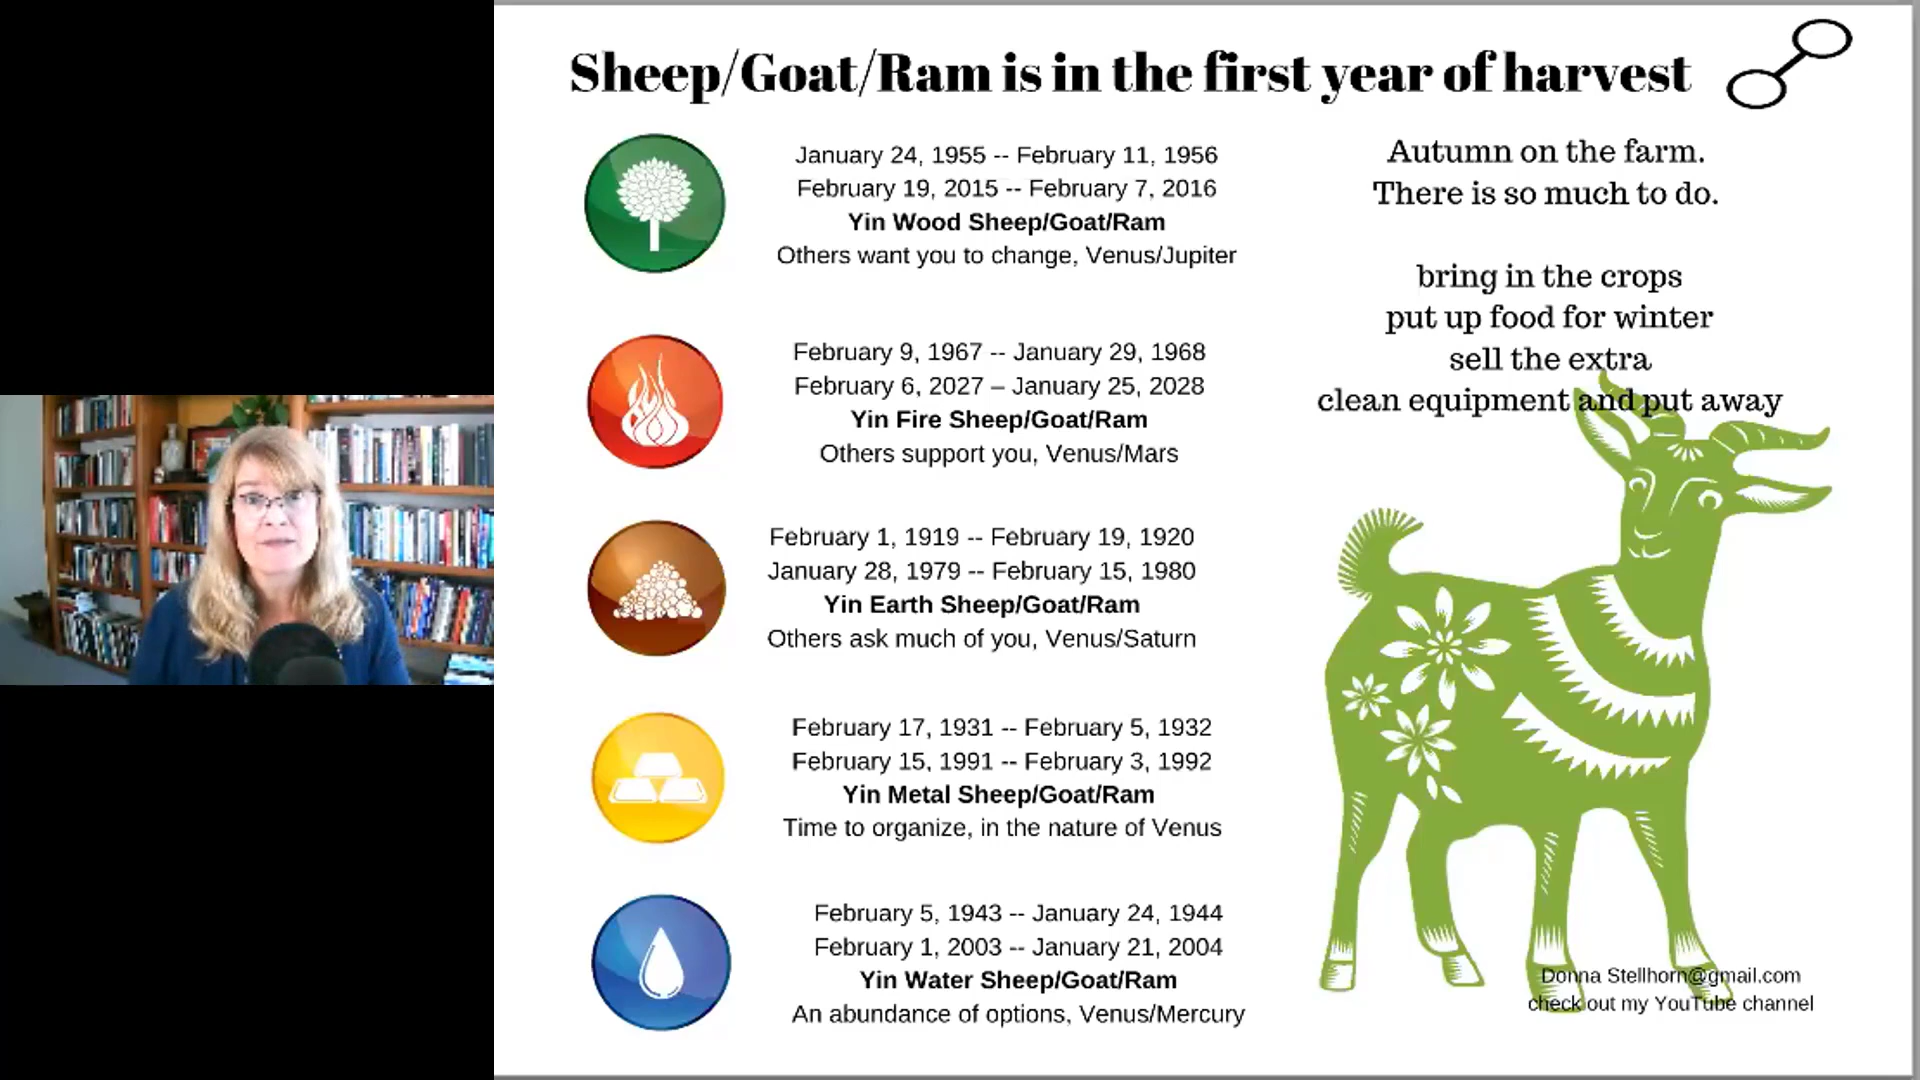 Sheep/Goat/Ram is in the first year of harvest
January 24, 1955 -- February 11, 1956
February 19, 2015 -- February 7, 2016
Yin Wood Sheep/Goat/Ram
Others want you to change, Venus/Jupiter
February 9, 1967 -- January 29, 1968
February 6, 2027 – January 25, 2028
Yin Fire Sheep/Goat/Ram
Others support you, Venus/Mars
February 1, 1919 -- February 19, 1920
January 28, 1979 -- February 15, 1980
Yin Earth Sheep/Goat/Ram
Others ask much of you, Venus/Saturn
February 17, 1931 -- February 5, 1932
February 15, 1991 -- February 3, 1992
Yin Metal Sheep/Goat/Ram
Time to organize, in the nature of Venus
February 5, 1943 -- January 24, 1944
February 1, 2003 -- January 21, 2004
Yin Water Sheep/Goat/Ram
An abundance of options, Venus/Mercury
Autumn on the farm.
There is so much to do.
bring in the crops
put up food for winter
sell the extra
clean equipment and put away
Donna Stellhorn@gmail.com
check out my YouTube channel